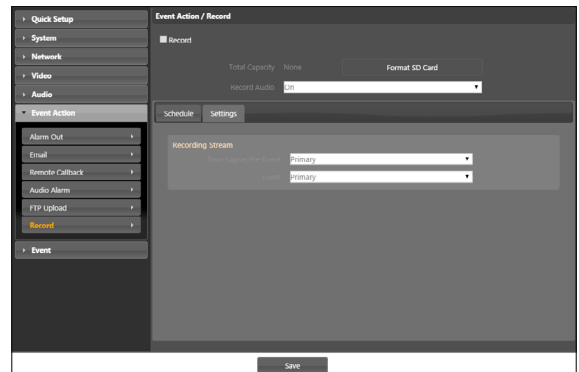 Quick Setup
System
Network
Video
Audio
Event Action
Alarm Out
Email
Remote Callback
Audio Alarm
FTP Upload
Record
Event
Event Action / Record
Record
Total Capacity None Format SD Card
Record Audio On
Schedule Settings
Recording Stream
Primary
Event Primary
Save